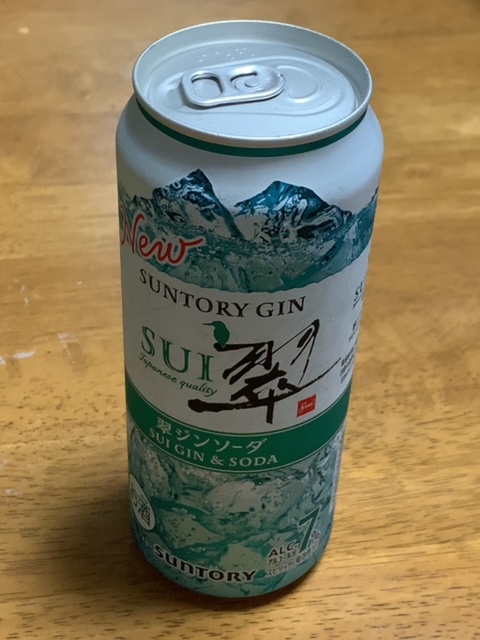 New
SUNTORY GIN
SUI
Japanese quality
翠
翠ジンソーダ
SUI GIN & SODA
酒
ALC.7%
SUNTORY